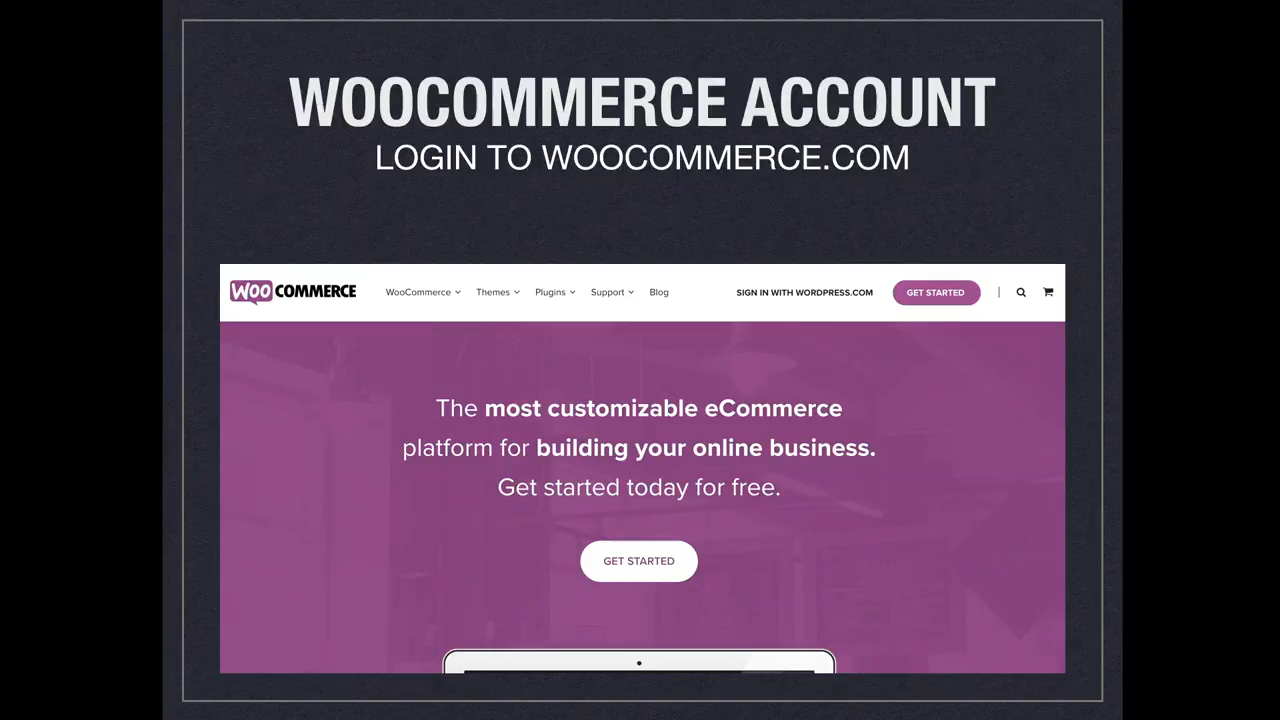 WOOCOMMERCE ACCOUNT
LOGIN TO WOOCOMMERCE.COM
WOO COMMERCE WooCommerce Themes Plugins Support Blog SIGN IN WITH WORDPRESS.COM GET STARTED
The most customizable eCommerce
platform for building your online business.
Get started today for free.
GET STARTED